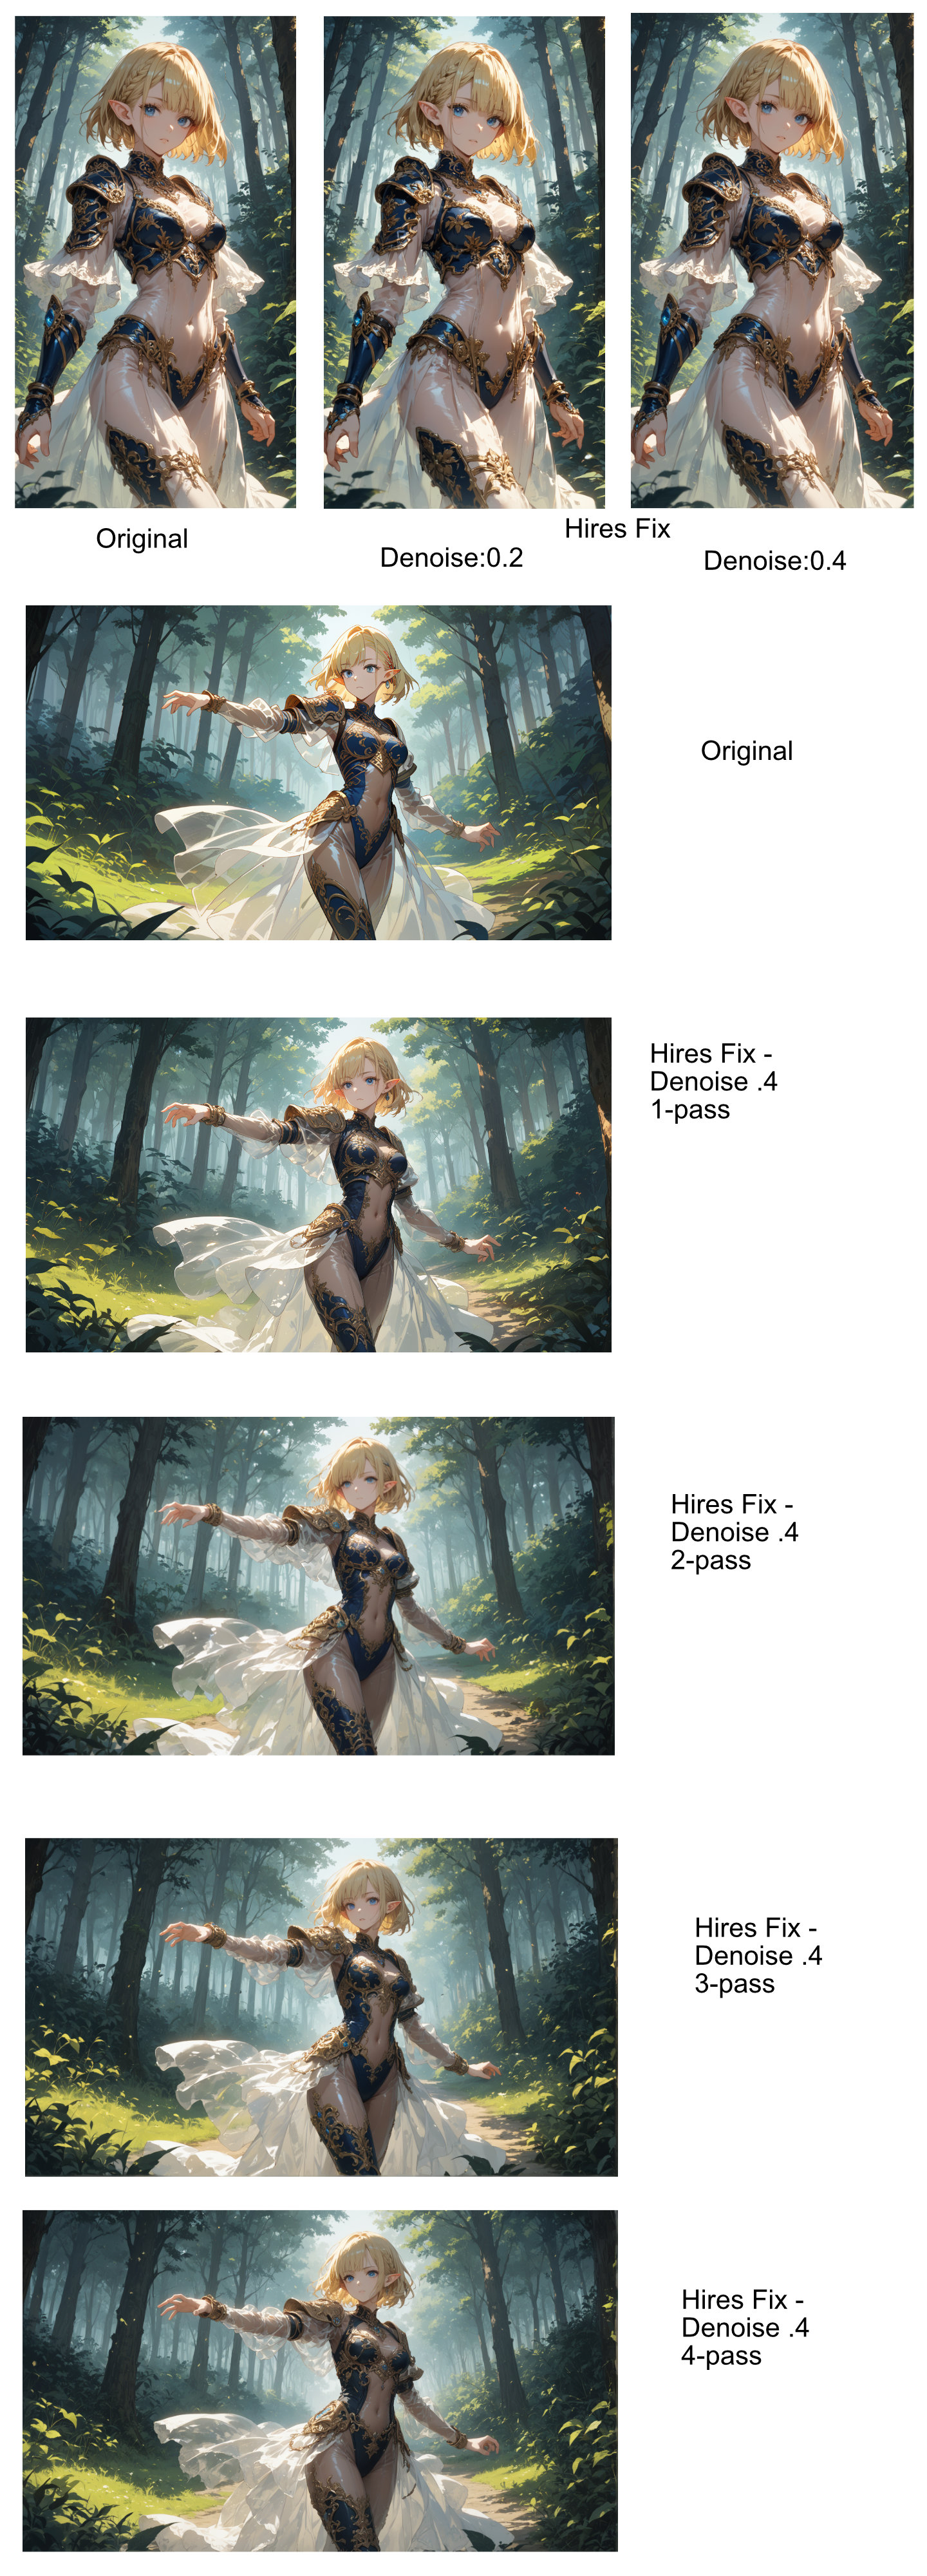 Original
Hires Fix
Denoise:0.2
Denoise:0.4
Original
Hires Fix -
Denoise .4
1-pass
Hires Fix -
Denoise .4
2-pass
Hires Fix -
Denoise .4
3-pass
Hires Fix -
Denoise .4
4-pass